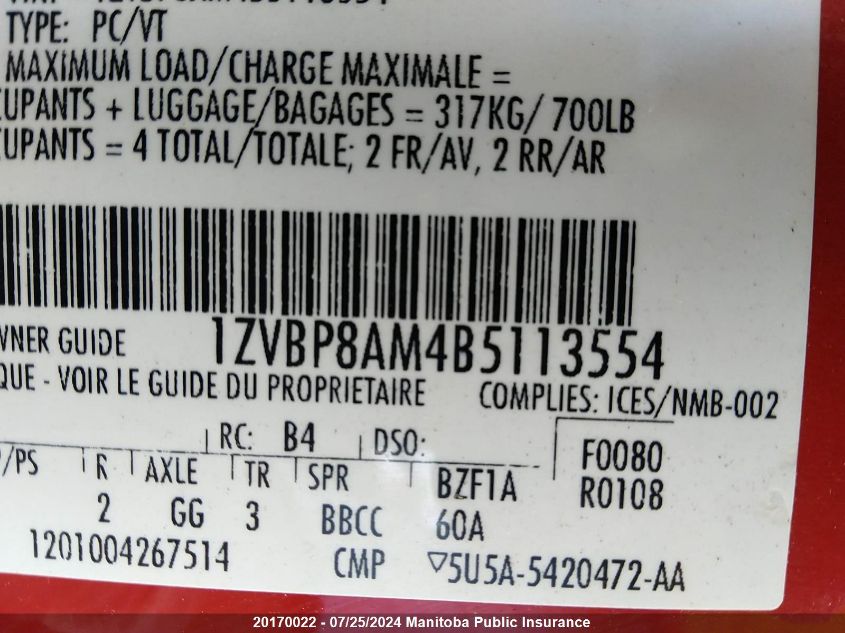 TYPE: PC/VT
MAXIMUM LOAD/CHARGE MAXIMALE =
CUPANTS + LUGGAGE/BAGAGES = 317KG/ 700LB
CUPANTS = 4 TOTAL/TOTALE; 2 FR/AV, 2 RR/AR
WNER GUIDE 1ZVBP8AM4B5113554
QUE - VOIR LE GUIDE DU PROPRIETAIRE COMPLIES: ICES/NMB-002
RC: B4 DSO: F0080
/PS R AXLE TR SPR BZF1A R0108
2 GG 3 BBCC 60A
1201004267514 CMP ▽5U5A-5420472-AA
20170022 - 07/25/2024 Manitoba Public Insurance